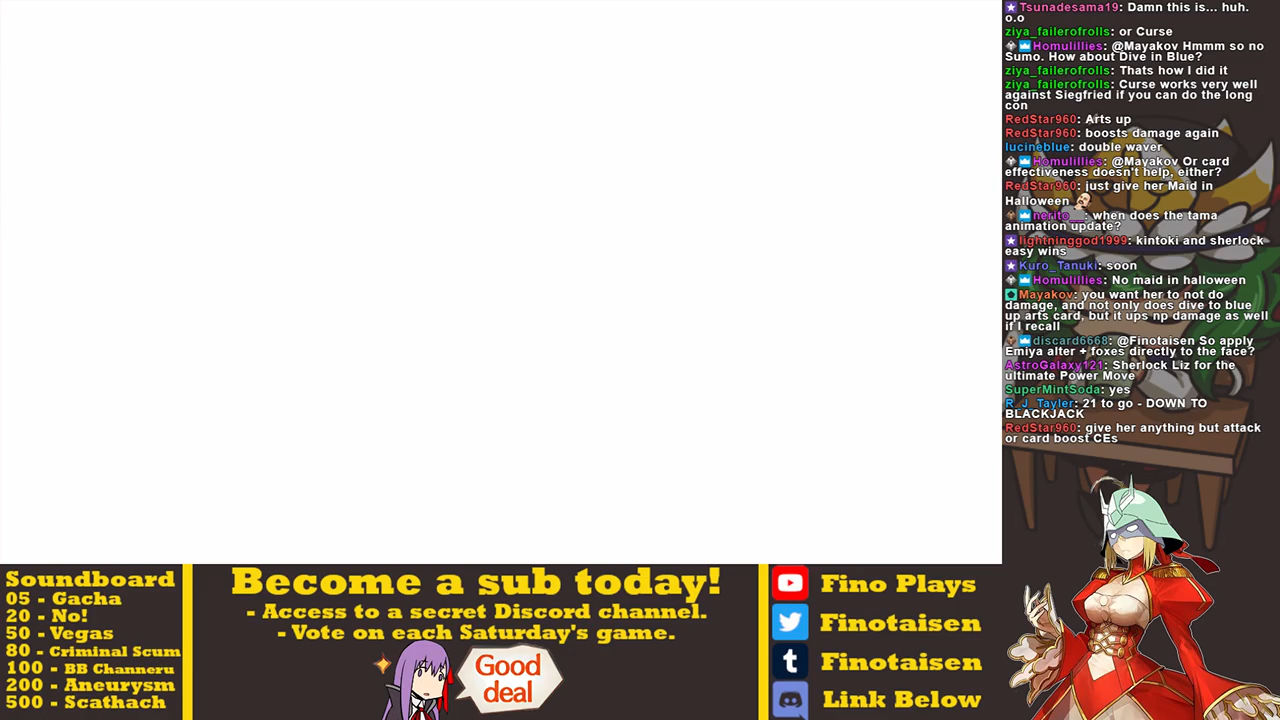 Tsunadesama19: Damn this is... huh.
o.o
ziya_failerofrolls: or Curse
Homulillies: @Mayakov Hmmm so no
Sumo. How about Dive in Blue?
ziya_failerofrolls: Thats how I did it
ziya_failerofrolls: Curse works very well
against Siegfried if you can do the long
con
RedStar960: Arts up
RedStar960: boosts damage again
lucineblue: double waver
Homulillies: @Mayakov Or card
effectiveness doesn't help, either?
RedStar960: just give her Maid in
Halloween
nerito__: when does the tama
animation update?
lightninggod1999: kintoki and sherlock
easy wins
Kuro_Tanuki: soon
Homulillies: No maid in halloween
Mayakov: you want her to not do
damage, and not only does dive to blue
up arts card, but it ups np damage as well
if I recall
discard6668: @Finotaisen So apply
Emiya alter + foxes directly to the face?
AstroGalaxy121: Sherlock Liz for the
ultimate Power Move
SuperMintSoda: yes
R_J_Tayler: 21 to go - DOWN TO
BLACKJACK
RedStar960: give her anything but attack
or card boost CEs
Soundboard
05 - Gacha
20 - No!
50 - Vegas
80 - Criminal Scum
100 - BB Channeru
200 - Aneurysm
500 - Scathach
Become a sub today!
- Access to a secret Discord channel.
- Vote on each Saturday's game.
Good
deal
Fino Plays
Finotaisen
t Finotaisen
Link Below